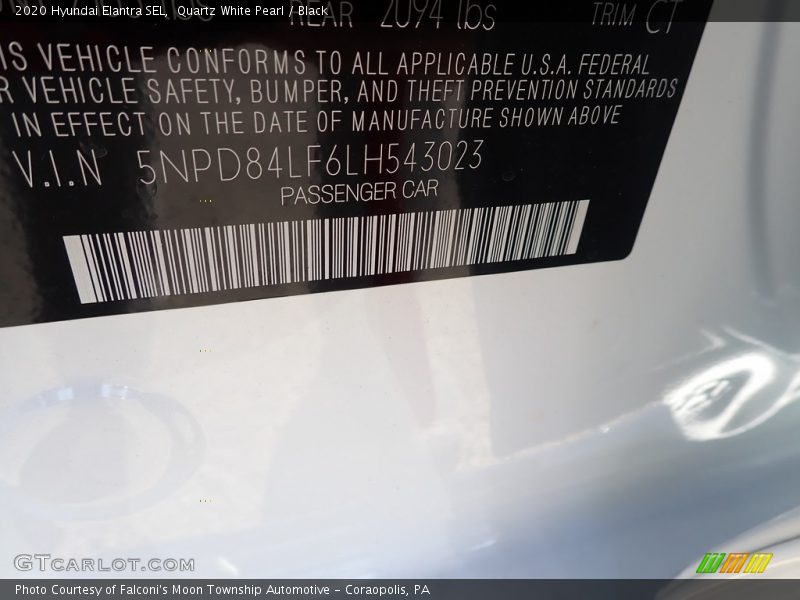 2020 Hyundai Elantra SEL, Quartz White Pearl / Black
REAR 2094 lbs TRIM CT
IS VEHICLE CONFORMS TO ALL APPLICABLE U.S.A. FEDERAL
R VEHICLE SAFETY, BUMPER, AND THEFT PREVENTION STANDARDS
IN EFFECT ON THE DATE OF MANUFACTURE SHOWN ABOVE
V.I.N 5NPD84LF6LH543023
PASSENGER CAR
GTCARLOT.COM
Photo Courtesy of Falconi's Moon Township Automotive – Coraopolis, PA